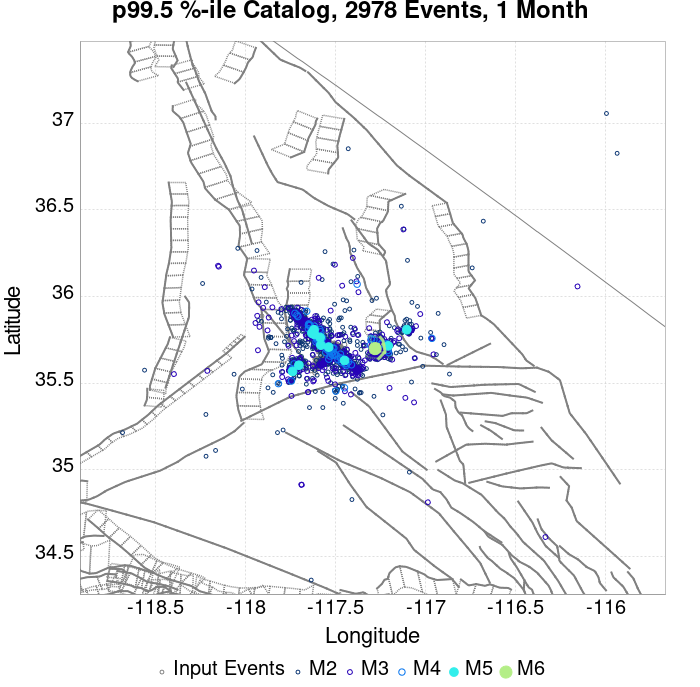 p99.5 %-ile Catalog, 2978 Events, 1 Month
37
36.5
36
35.5
35
34.5
Latitude
-118.5 -118 -117.5 -117 -116.5 -116
Longitude
Input Events M2 M3 M4 M5 M6